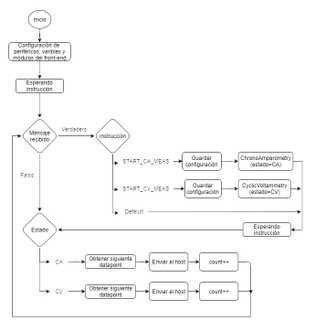 Inicio
Configuración de
periféricos, varibles y
módulos del front-end
Esperando
instrucción
Mensaje
recibido
Verdadero
instrucción
Falso
START_CA_MEAS
Guardar
configuración
ChronoAmperometry
(estado=CA)
START_CV_MEAS
Guardar
configuración
CyclicVoltammetry
(estado=CV)
Default
Esperando
instrucción
Estado
CA
Obtener siguiente
datapoint
Enviar al host
count++
CV
Obtener siguiente
datapoint
Enviar al host
count++